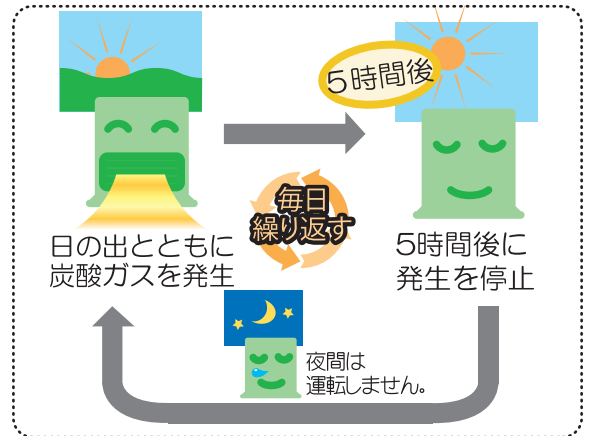 5時間後
毎日
繰り返す
日の出とともに
炭酸ガスを発生
5時間後に
発生を停止
夜間は
運転しません。